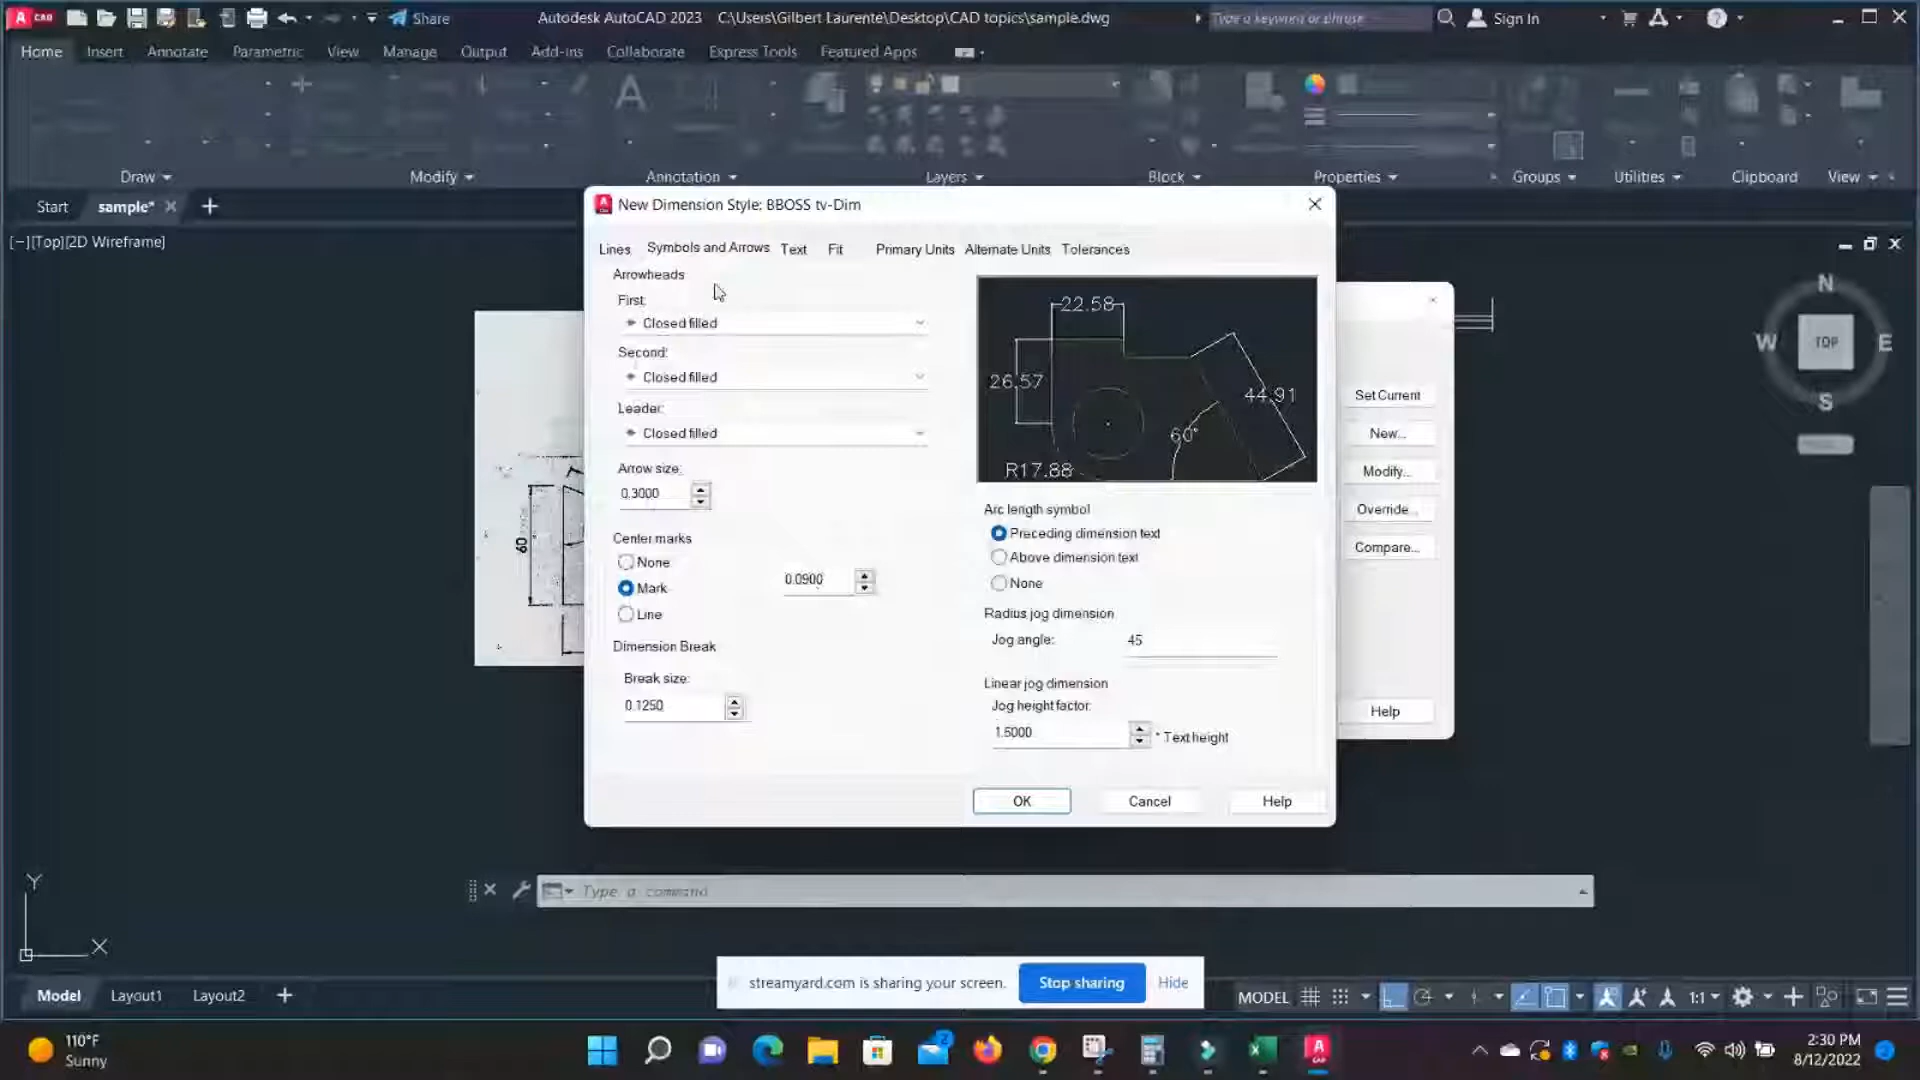 CAD
Share
Autodesk AutoCAD 2023 C:\Users\Gilbert Laurente\Desktop\CAD topics\sample.dwg
Type a keyword or phrase
Sign In
Home Insert Annotate Parametric View Manage Output Add-ins Collaborate Express Tools Featured Apps
A
Draw Modify Annotation Layers Block Properties Groups Utilities Clipboard View
Start sample*
[−][Top][2D Wireframe]
New Dimension Style: BBOSS tv-Dim
Lines Symbols and Arrows Text Fit Primary Units Alternate Units Tolerances
Arrowheads
First:
Closed filled
Second:
Closed filled
Leader:
Closed filled
Arrow size:
0.3000
Center marks
None
Mark
0.0900
Line
Dimension Break
Break size:
0.1250
22.58
26.57
44.91
60°
R17.88
Arc length symbol
Preceding dimension text
Above dimension text
None
Radius jog dimension
Jog angle: 45
Linear jog dimension
Jog height factor:
1.5000 * Text height
OK Cancel Help
Set Current
New...
Modify...
Override...
Compare...
Help
N
W TOP E
S
60
Y
X
Type a command
Model Layout1 Layout2
streamyard.com is sharing your screen. Stop sharing Hide
MODEL 1:1
110°F
Sunny
2
2:30 PM
8/12/2022
2